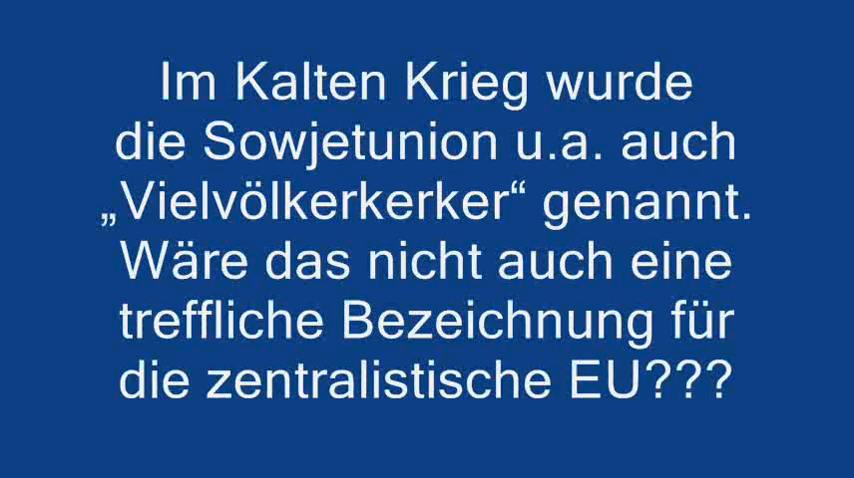 Im Kalten Krieg wurde
die Sowjetunion u.a. auch
„Vielvölkerkerker“ genannt.
Wäre das nicht auch eine
treffliche Bezeichnung für
die zentralistische EU???